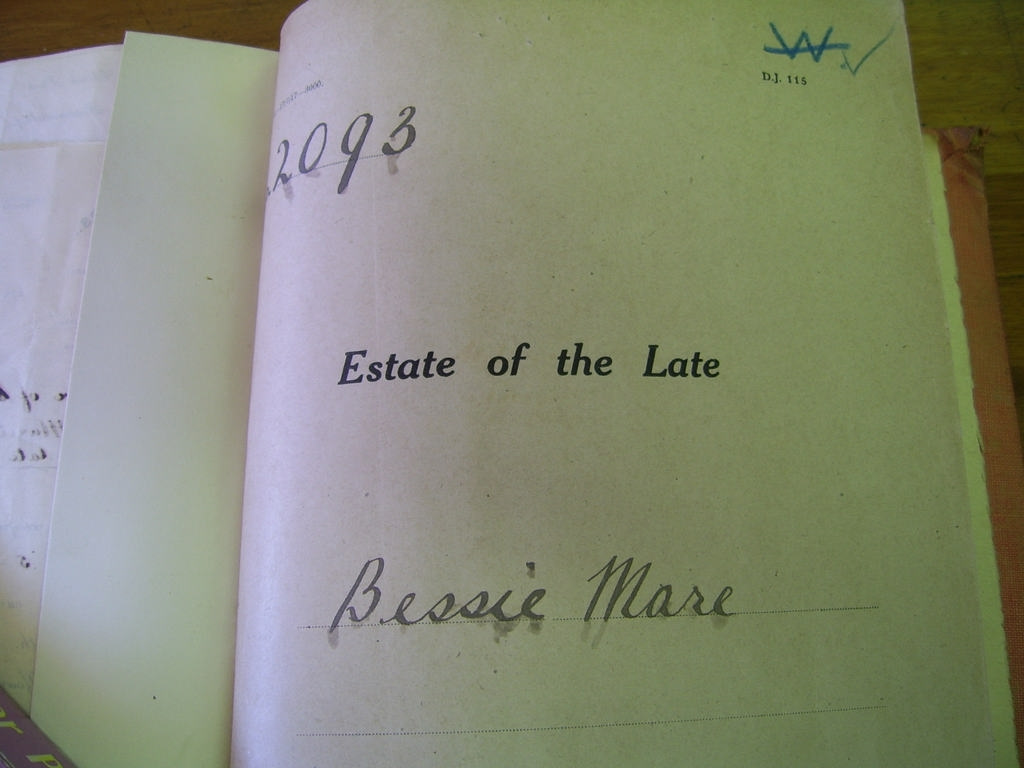 W
D.J. 115
2093
Estate of the Late
Bessie Mare